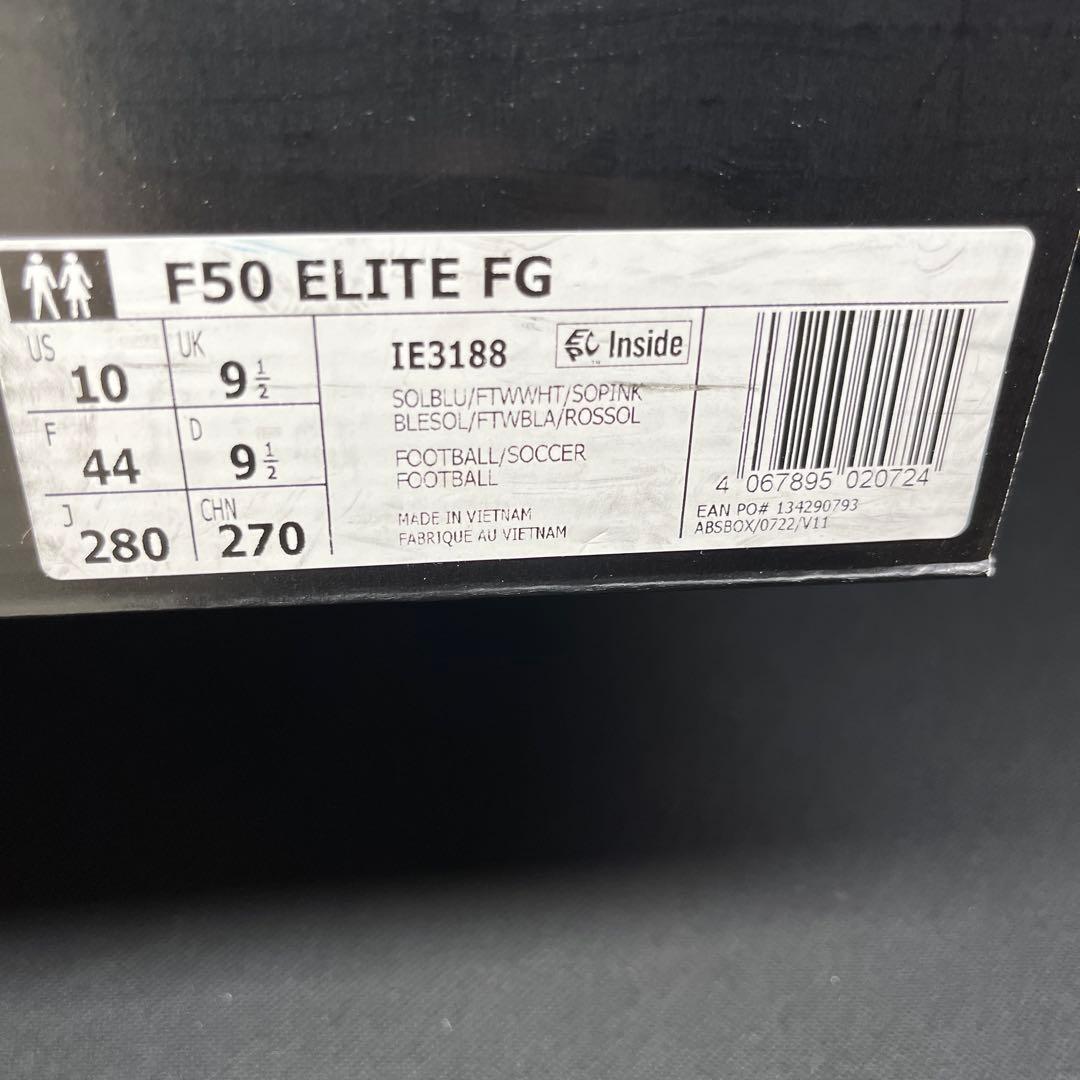 F50 ELITE FG
US 10
UK 9 1/2
F 44
D 9 1/2
J 280
CHN 270
IE3188
EPC Inside
SOLBLU/FTWWHT/SOPINK
BLESOL/FTWBLA/ROSSOL
FOOTBALL/SOCCER
FOOTBALL
MADE IN VIETNAM
FABRIQUE AU VIETNAM
4 067895 020724
EAN PO# 134290793
ABSBOX/0722/V11